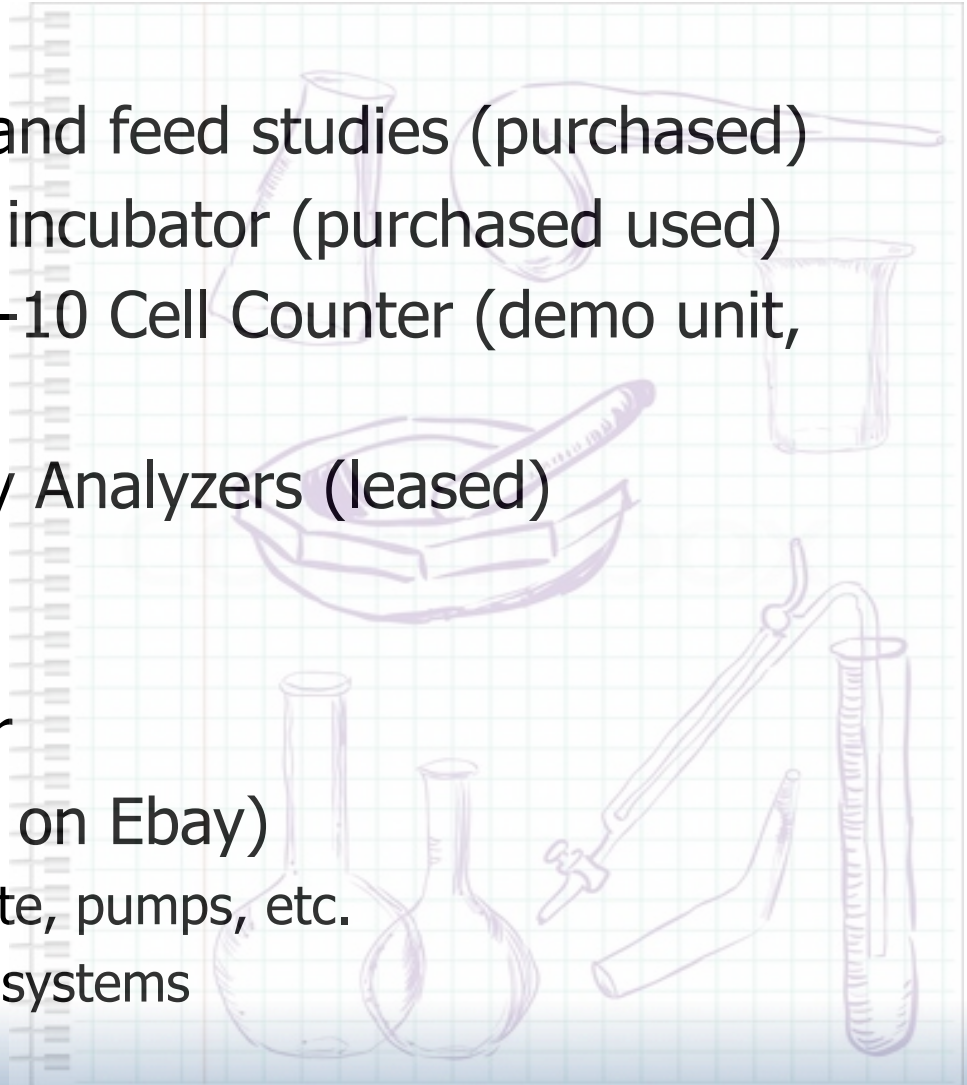 and feed studies (purchased)
incubator (purchased used)
-10 Cell Counter (demo unit,
y Analyzers (leased)
r
on Ebay)
te, pumps, etc.
systems